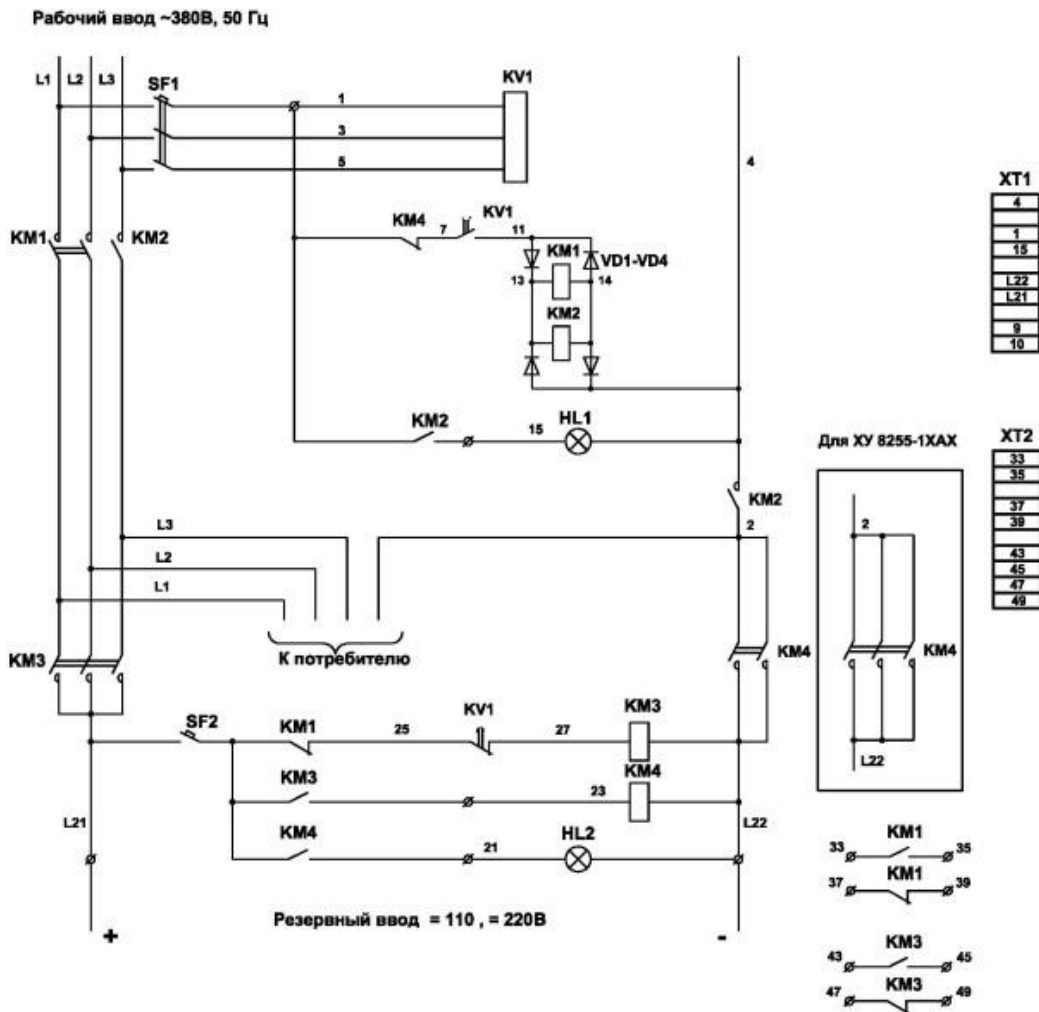 Рабочий ввод ~380В, 50 Гц
L1 L2 L3
SF1
KV1
1
3
5
4
XT1
4
1
15
L22
L21
9
10
KM1 KM2
KM4 7 KV1 11
KM1 VD1-VD4
13 14
KM2
KM2 15 HL1
Для ХУ 8255-1ХАХ
XT2
33
35
37
39
43
45
47
49
KM2
2
L3
L2
L1
К потребителю
KM3
KM4
2
KM4
L22
SF2 KM1 25 KV1 27 KM3
KM3 23 KM4
L21 L22
KM4 21 HL2
33 KM1 35
37 KM1 39
Резервный ввод = 110 , = 220В
+ -
43 KM3 45
47 KM3 49